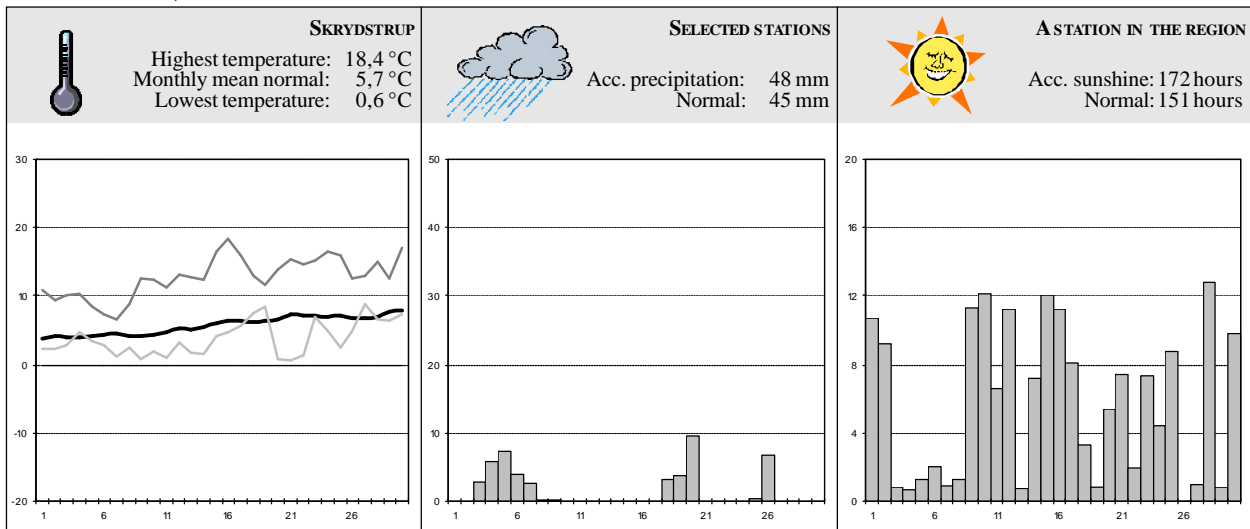 SKRYDSTRUP
Highest temperature: 18,4 °C
Monthly mean normal: 5,7 °C
Lowest temperature: 0,6 °C
SELECTED STATIONS
Acc. precipitation: 48 mm
Normal: 45 mm
A STATION IN THE REGION
Acc. sunshine: 172 hours
Normal: 151 hours
30
20
10
0
-10
-20
1 6 11 16 21 26
50
40
30
20
10
0
1 6 11 16 21 26
20
16
12
8
4
0
1 6 11 16 21 26